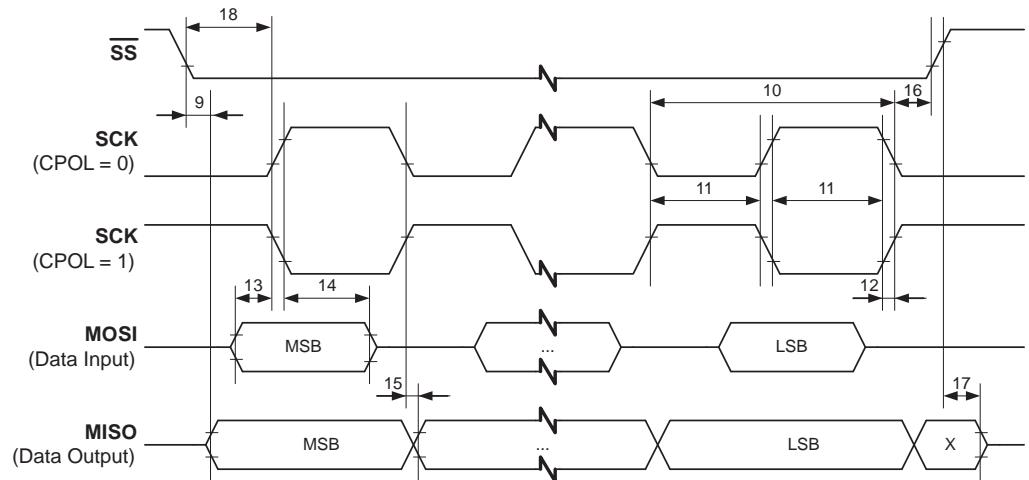 18
SS
9
10
16
SCK
(CPOL = 0)
11
11
SCK
(CPOL = 1)
13
14
12
MOSI
(Data Input)
MSB
...
LSB
15
17
MISO
(Data Output)
MSB
...
LSB
X